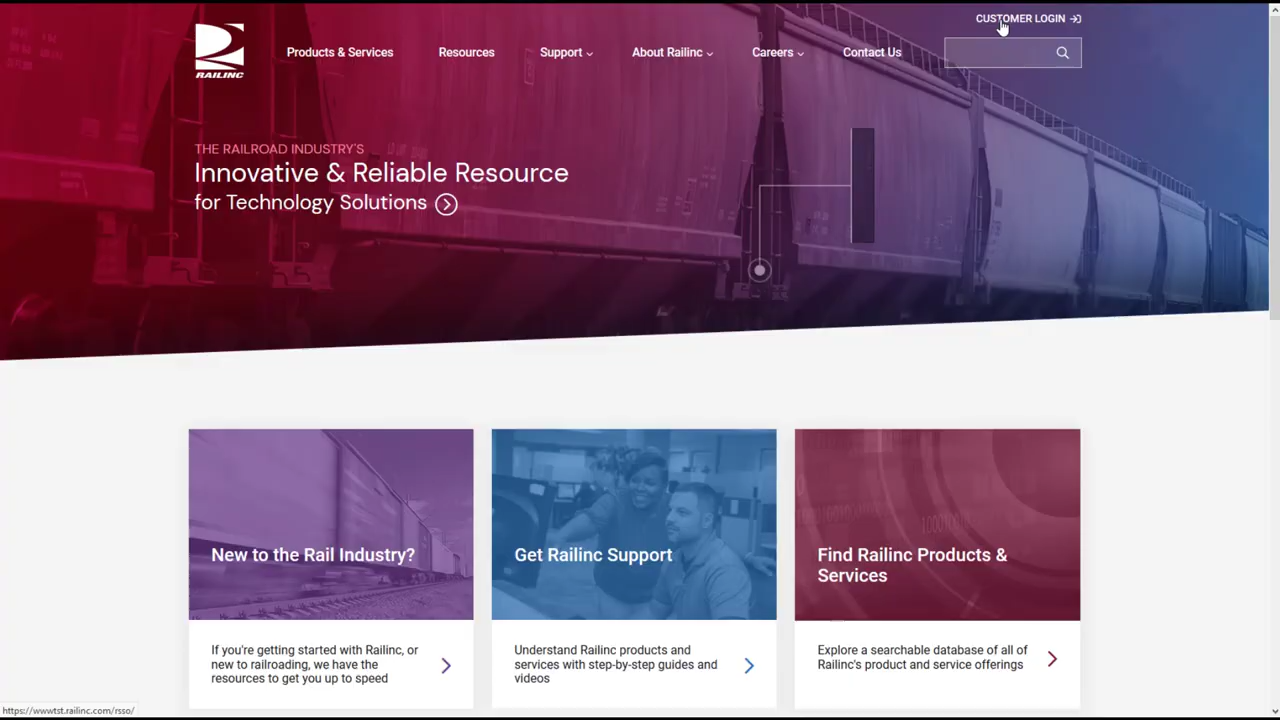 CUSTOMER LOGIN
RAILINC
Products & Services
Resources
Support
About Railinc
Careers
Contact Us
THE RAILROAD INDUSTRY'S
Innovative & Reliable Resource
for Technology Solutions
New to the Rail Industry?
If you're getting started with Railinc, or
new to railroading, we have the
resources to get you up to speed
Get Railinc Support
Understand Railinc products and
services with step-by-step guides and
videos
Find Railinc Products &
Services
Explore a searchable database of all of
Railinc's product and service offerings
https://wwwtst.railinc.com/rsso/